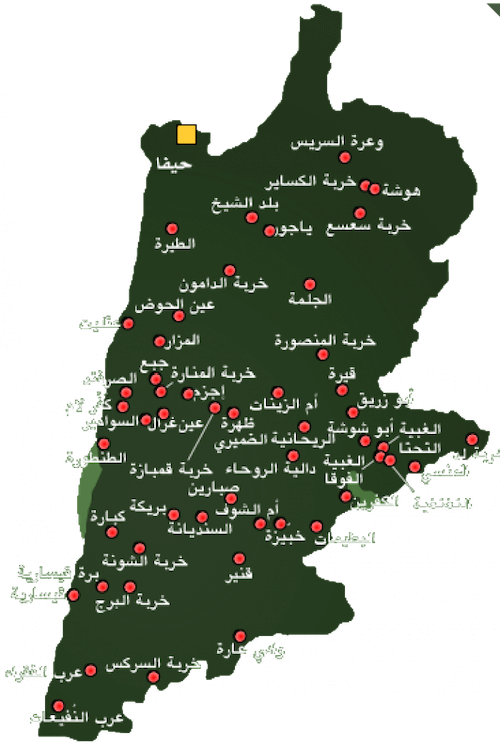 وعرة السريس
حيفا
خربة الكساير
هوشة
بلد الشيخ
ياجور
خربة سعسع
الطيرة
خربة الدامون
الجلمة
عين الحوض
عتليت
المزار
خربة المنصورة
جبع
خربة المنارة
قيرة
الصرفند
إجزم
أم الزينات
أبو زريق
كفر لام
السوامير
عين غزال
ظهرة
الغبية
أبو شوشة
التحتا
الطنطورة
الريحانية
الضميري
الغبية
الفوقا
المنسي
خربة قمبازة
دالية الروحاء
النغنغية
الكفرين
صبارين
أم الشوف
بريكة
كبارة
السنديانة
خبيزة
البطيمات
خربة الشونة
قنير
برة قيسارية
قيسارية
خربة البرج
وادي عارة
خربة السركس
عرب الفقراء
عرب النفيعات